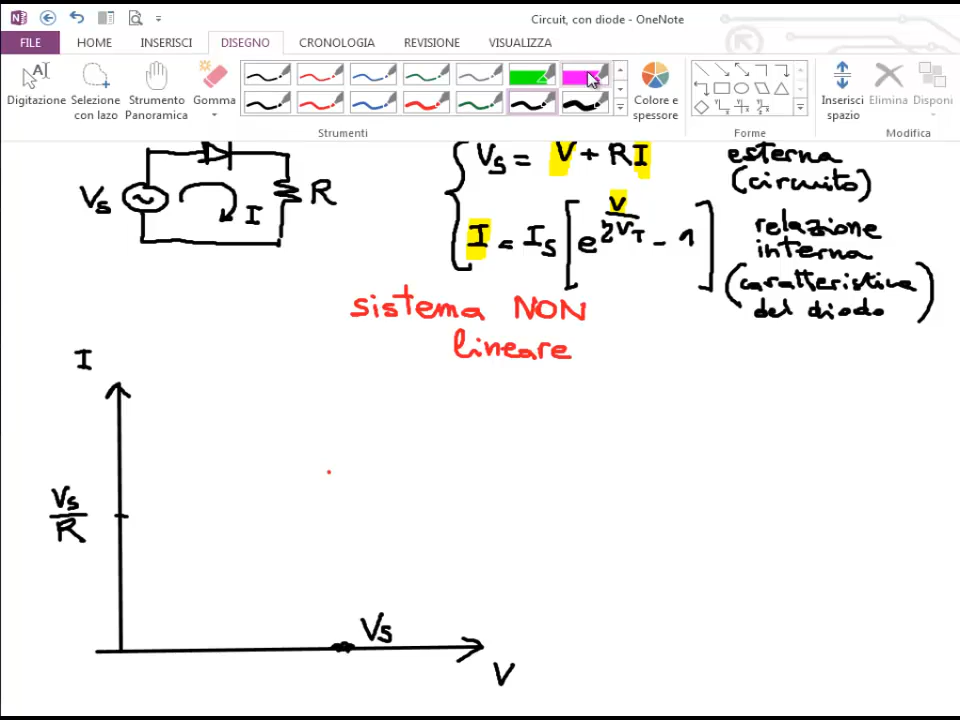 Circuit, con diode - OneNote
FILE HOME INSERISCI DISEGNO CRONOLOGIA REVISIONE VISUALIZZA
Digitazione
Selezione con lazo
Strumento Panoramica
Gomma
Colore e spessore
Inserisci spazio
Elimina
Disponi
Strumenti
Forme
Modifica
Vs = V + RI
esterna
(circuito)
Vs
I
R
I = Is [e^(V/2VT) - 1]
relazione
interna
(caratteristica
del diodo)
sistema NON
lineare
I
Vs/R
Vs
V